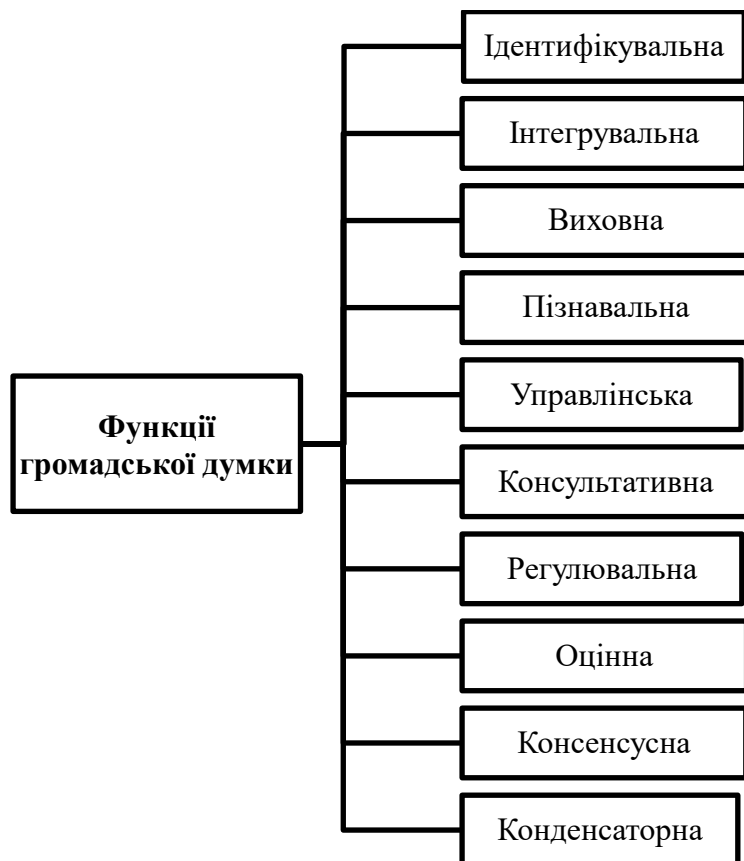 Ідентифікувальна
Інтегрувальна
Виховна
Пізнавальна
Функції
громадської думки
Управлінська
Консультативна
Регулювальна
Оцінна
Консенсусна
Конденсаторна